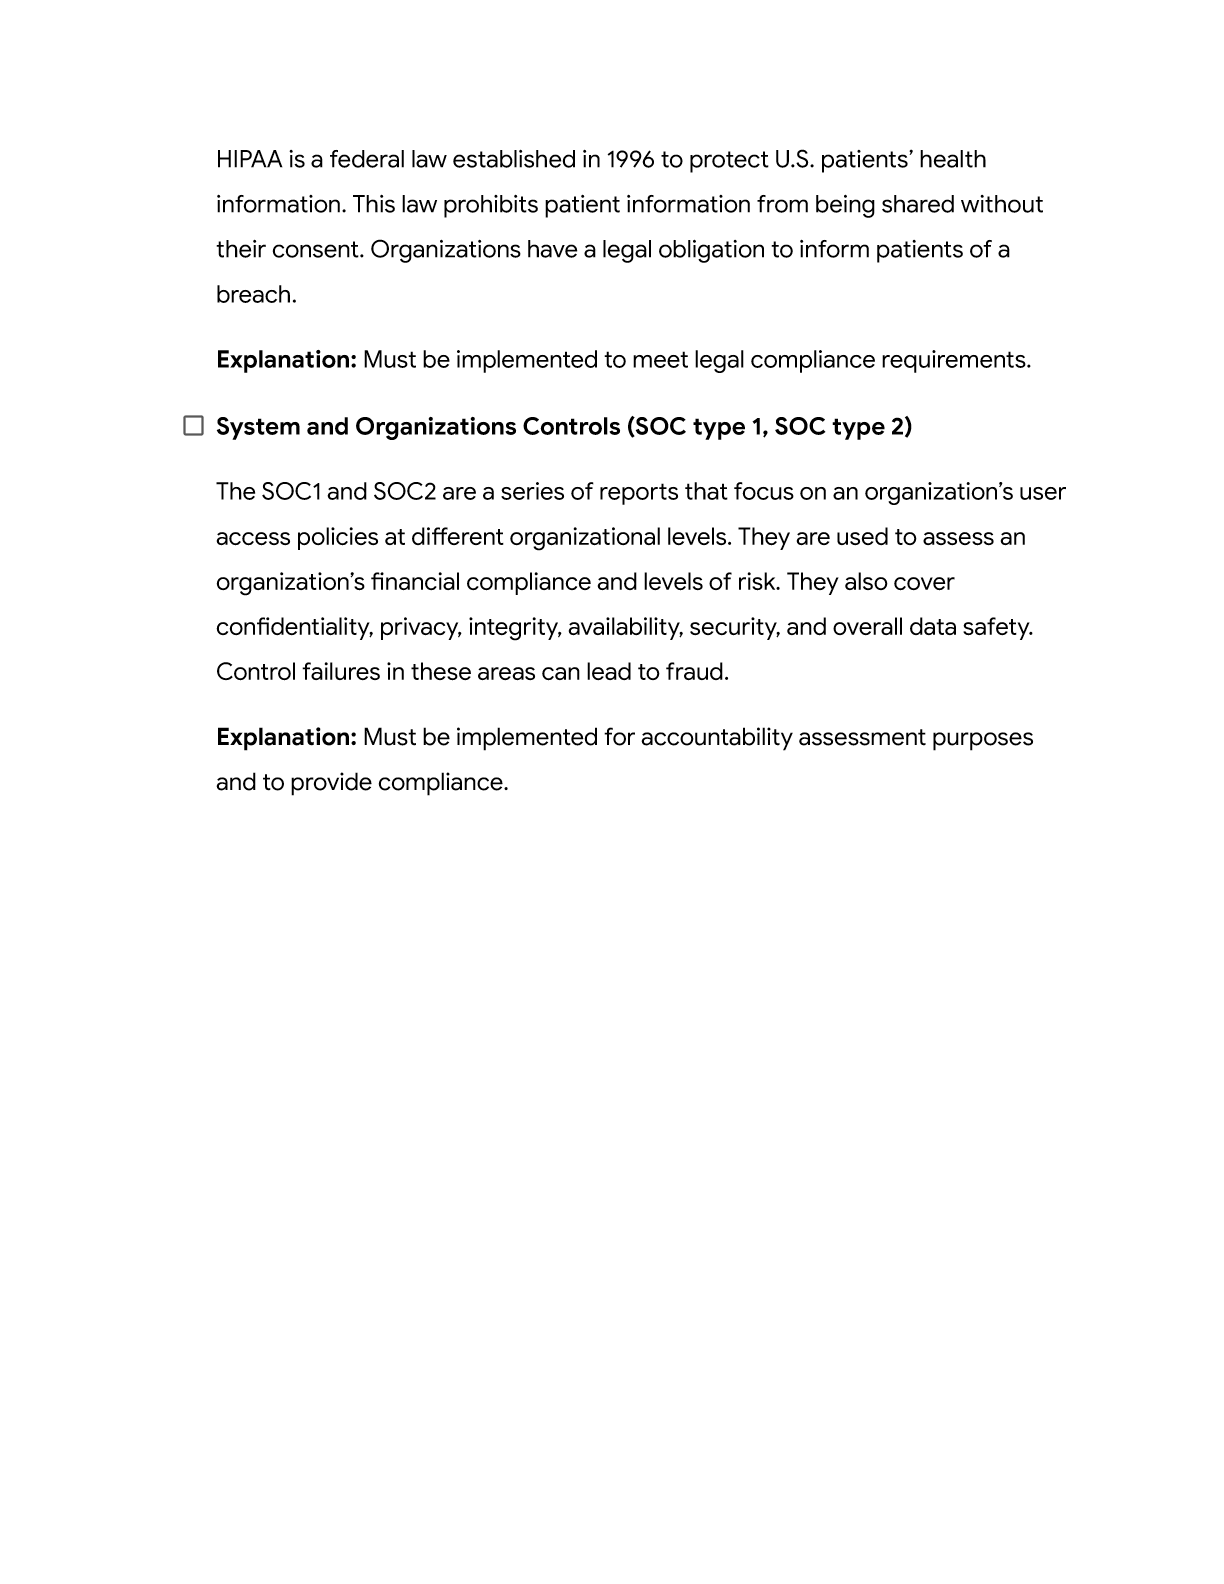 HIPAA is a federal law established in 1996 to protect U.S. patients’ health
information. This law prohibits patient information from being shared without
their consent. Organizations have a legal obligation to inform patients of a
breach.
Explanation: Must be implemented to meet legal compliance requirements.
System and Organizations Controls (SOC type 1, SOC type 2)
The SOC1 and SOC2 are a series of reports that focus on an organization’s user
access policies at different organizational levels. They are used to assess an
organization’s financial compliance and levels of risk. They also cover
confidentiality, privacy, integrity, availability, security, and overall data safety.
Control failures in these areas can lead to fraud.
Explanation: Must be implemented for accountability assessment purposes
and to provide compliance.